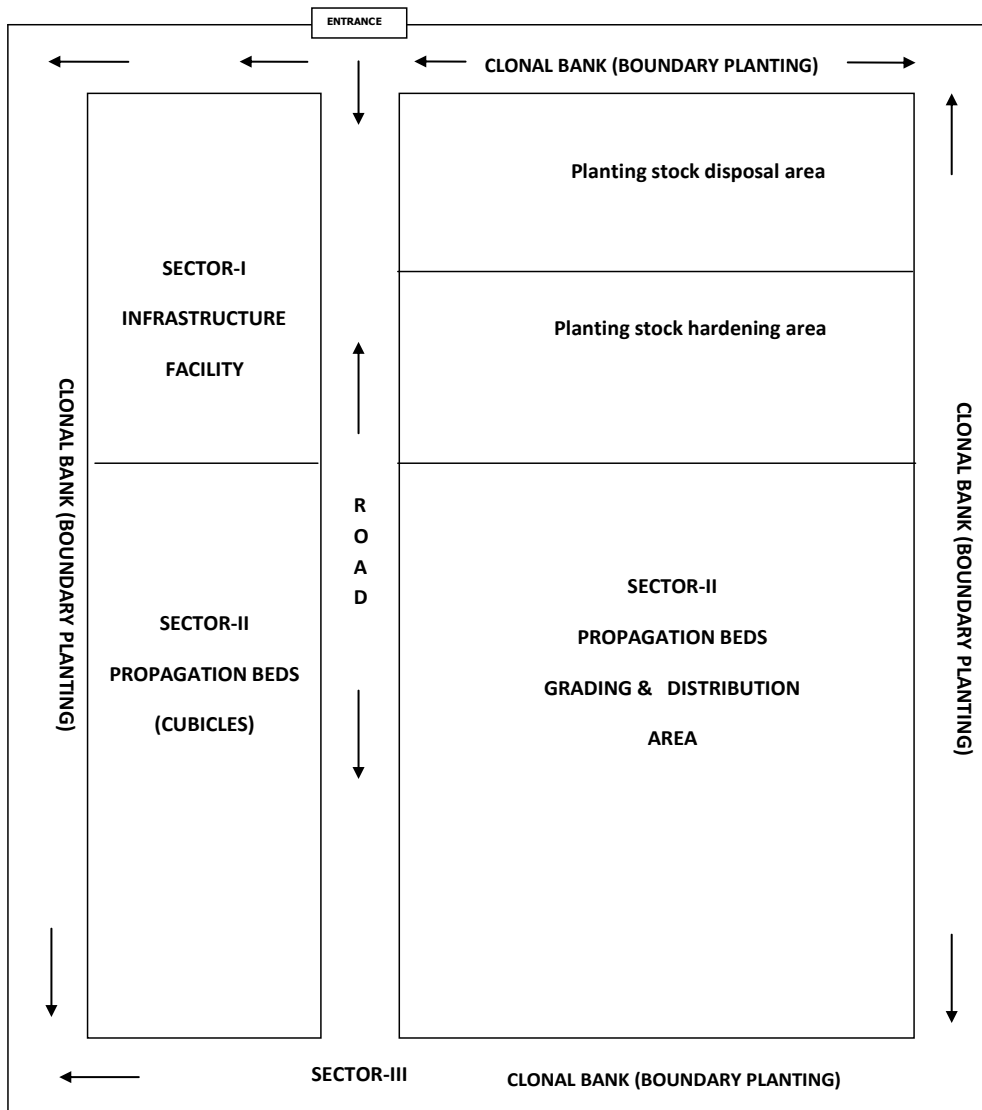 ENTRANCE
CLONAL BANK (BOUNDARY PLANTING)
Planting stock disposal area
SECTOR-I
INFRASTRUCTURE
FACILITY
Planting stock hardening area
CLONAL BANK (BOUNDARY PLANTING)
R
O
A
D
CLONAL BANK (BOUNDARY PLANTING)
SECTOR-II
PROPAGATION BEDS
(CUBICLES)
SECTOR-II
PROPAGATION BEDS
GRADING & DISTRIBUTION
AREA
SECTOR-III
CLONAL BANK (BOUNDARY PLANTING)